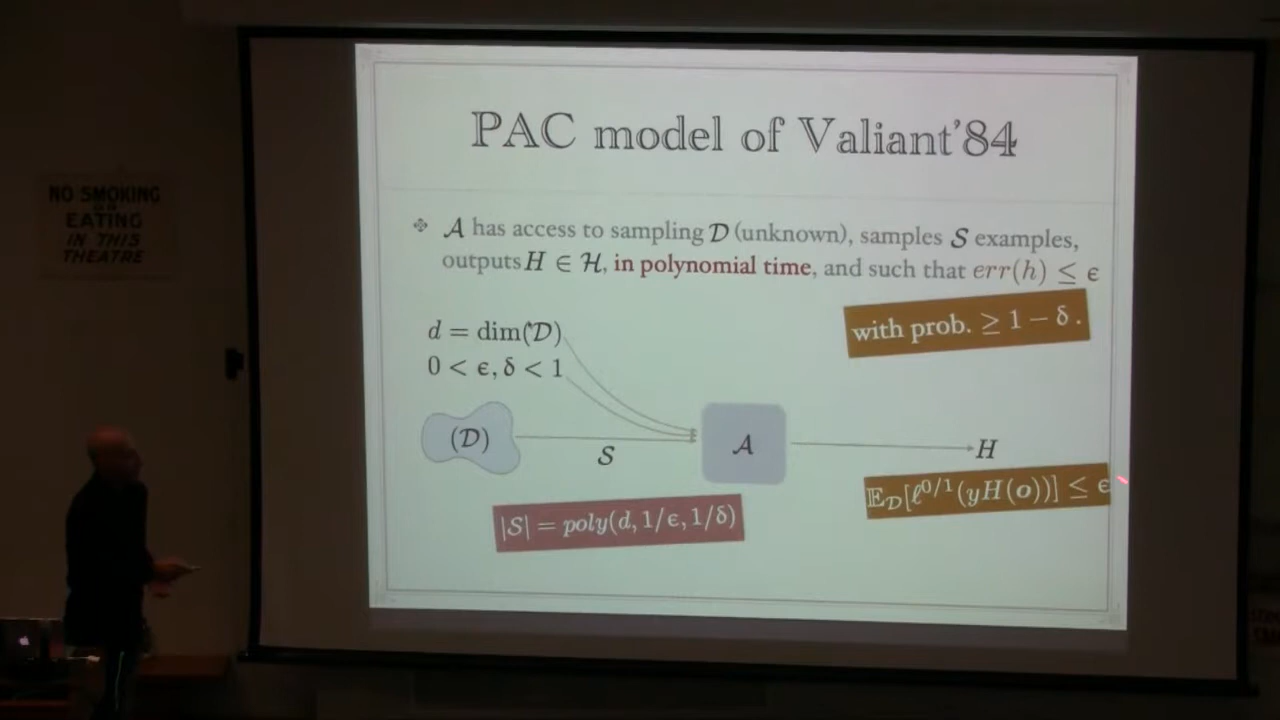 PAC model of Valiant'84
NO SMOKING
OR
EATING
IN THIS
THEATRE
❖ 𝒜 has access to sampling 𝒟 (unknown), samples 𝒮 examples,
outputs H ∈ ℋ, in polynomial time, and such that err(h) ≤ ϵ
with prob. ≥ 1 − δ .
d = dim(𝒟)
0 < ϵ, δ < 1
(𝒟)
𝒮
𝒜
H
𝔼𝒟[ℓ^{0/1}(yH(o))] ≤ ϵ
|𝒮| = poly(d, 1/ϵ, 1/δ)